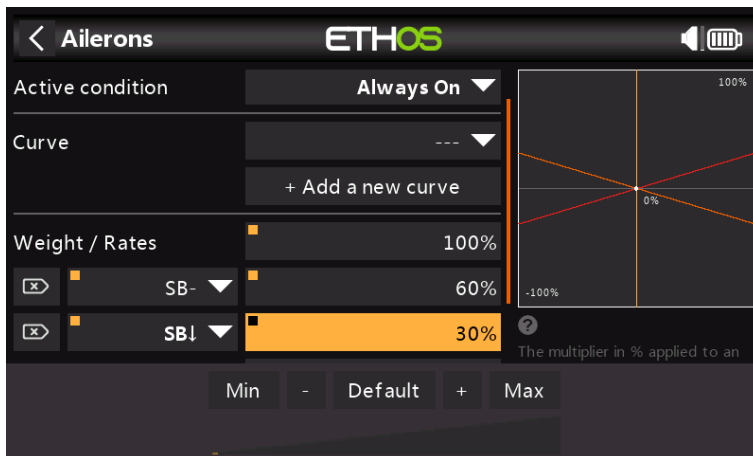 Ailerons
ETHOS
Active condition
Always On
100%
Curve
---
+ Add a new curve
0%
Weight / Rates
100%
SB-
60%
-100%
SB↓
30%
?
The multiplier in % applied to an
Min - Default + Max